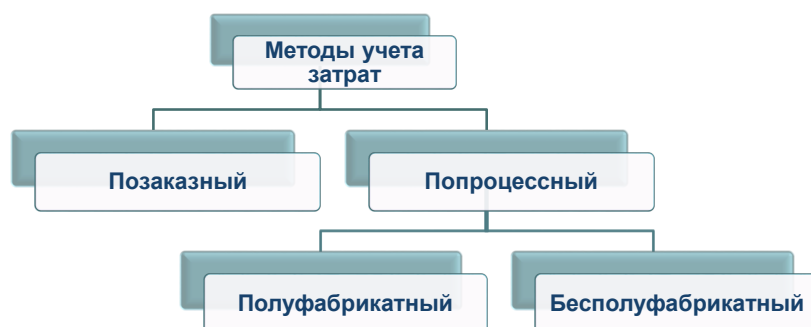 Методы учета
затрат
Позаказный
Попроцессный
Полуфабрикатный
Бесполуфабрикатный